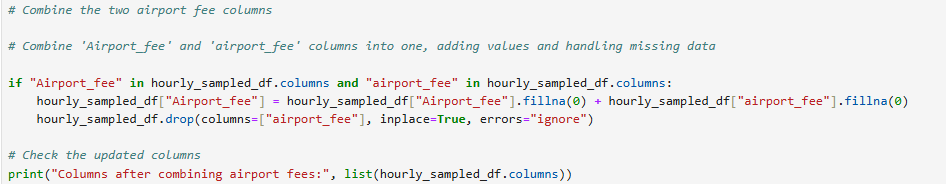 # Combine the two airport fee columns
# Combine 'Airport_fee' and 'airport_fee' columns into one, adding values and handling missing data
if "Airport_fee" in hourly_sampled_df.columns and "airport_fee" in hourly_sampled_df.columns:
    hourly_sampled_df["Airport_fee"] = hourly_sampled_df["Airport_fee"].fillna(0) + hourly_sampled_df["airport_fee"].fillna(0)
    hourly_sampled_df.drop(columns=["airport_fee"], inplace=True, errors="ignore")
# Check the updated columns
print("Columns after combining airport fees:", list(hourly_sampled_df.columns))